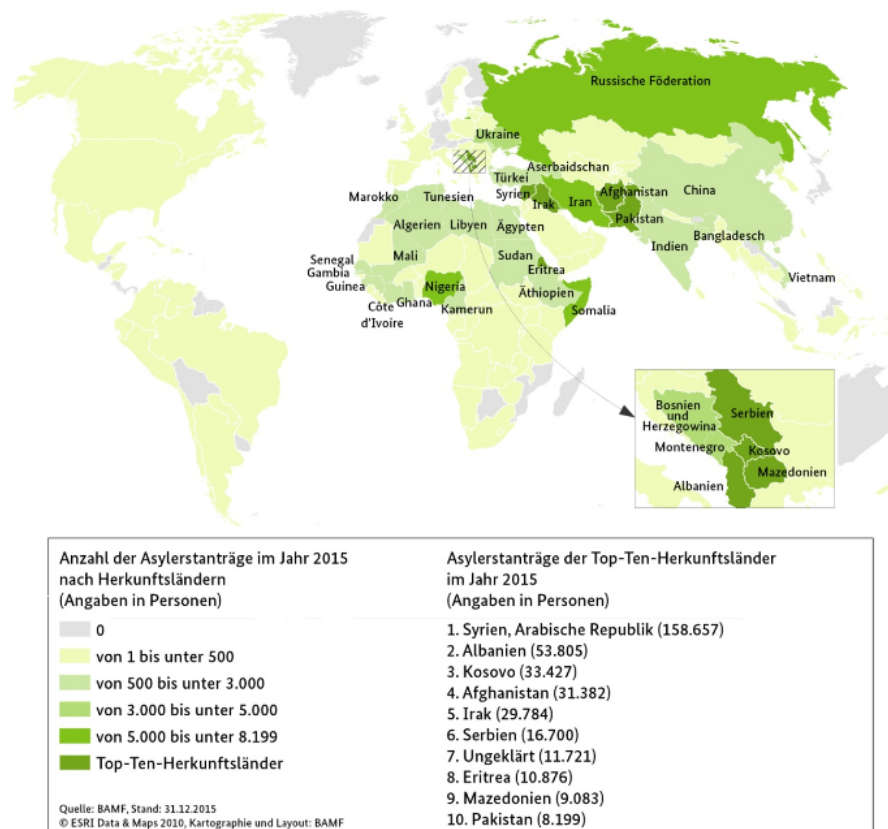 Russische Föderation
Ukraine
Aserbaidschan
Türkei
Syrien
Irak
Iran
Afghanistan
Pakistan
China
Indien
Bangladesch
Vietnam
Marokko
Tunesien
Algerien
Libyen
Ägypten
Mali
Sudan
Senegal
Gambia
Guinea
Eritrea
Nigeria
Äthiopien
Côte
d'Ivoire
Ghana
Kamerun
Somalia
Bosnien
und
Herzegowina
Serbien
Montenegro
Kosovo
Mazedonien
Albanien
Anzahl der Asylerstanträge im Jahr 2015
nach Herkunftsländern
(Angaben in Personen)
0
von 1 bis unter 500
von 500 bis unter 3.000
von 3.000 bis unter 5.000
von 5.000 bis unter 8.199
Top-Ten-Herkunftsländer
Quelle: BAMF, Stand: 31.12.2015
© ESRI Data & Maps 2010, Kartographie und Layout: BAMF
Asylerstanträge der Top-Ten-Herkunftsländer
im Jahr 2015
(Angaben in Personen)
1. Syrien, Arabische Republik (158.657)
2. Albanien (53.805)
3. Kosovo (33.427)
4. Afghanistan (31.382)
5. Irak (29.784)
6. Serbien (16.700)
7. Ungeklärt (11.721)
8. Eritrea (10.876)
9. Mazedonien (9.083)
10. Pakistan (8.199)